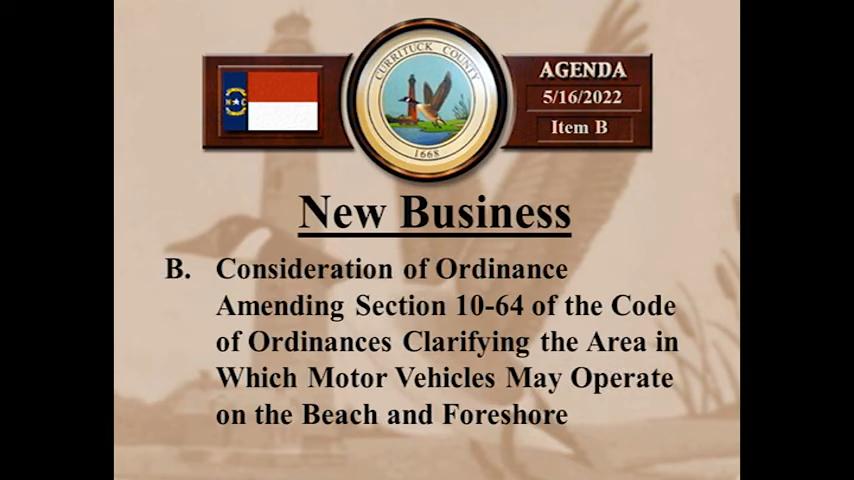 CURRITUCK COUNTY
1668
N C
AGENDA
5/16/2022
Item B
New Business
B. Consideration of Ordinance
Amending Section 10-64 of the Code
of Ordinances Clarifying the Area in
Which Motor Vehicles May Operate
on the Beach and Foreshore